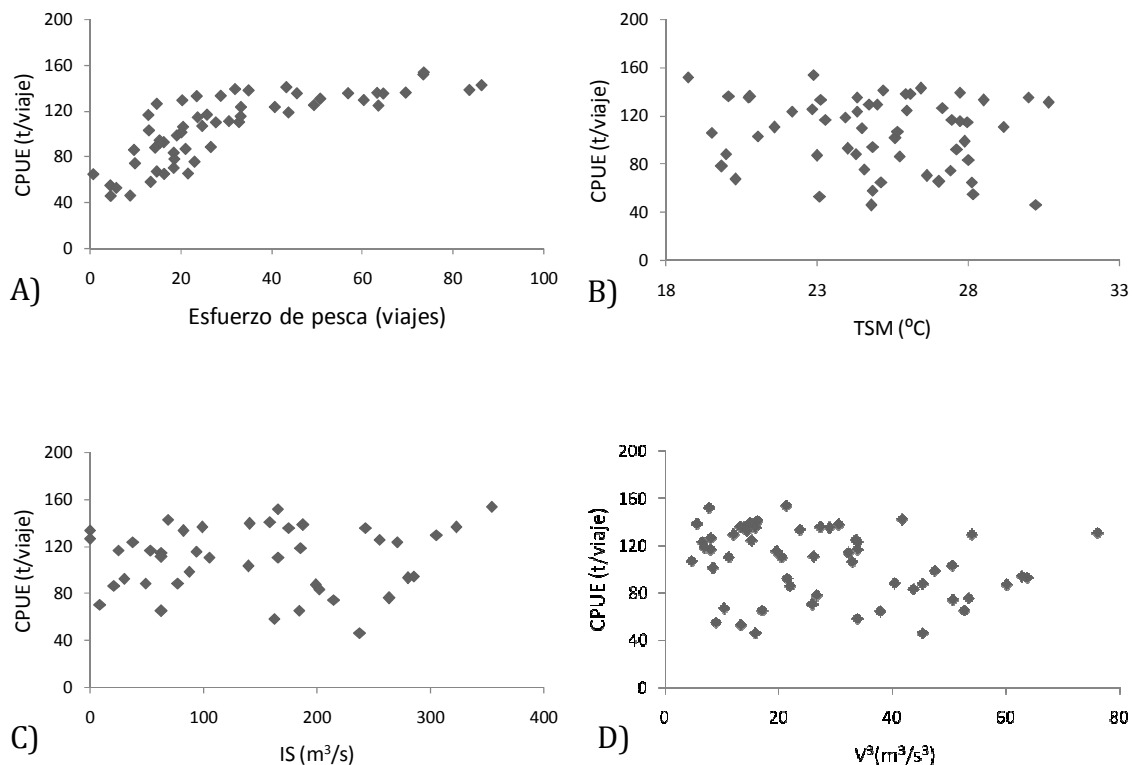 200
160
120
80
40
0
CPUE (t/viaje)
0 20 40 60 80 100
A)
Esfuerzo de pesca (viajes)
200
160
120
80
40
0
CPUE (t/viaje)
18 23 28 33
B)
TSM (⁰C)
200
160
120
80
40
0
CPUE (t/viaje)
0 100 200 300 400
C)
IS (m³/s)
200
160
120
80
40
0
CPUE (t/viaje)
0 20 40 60 80
D)
V³(m³/s³)